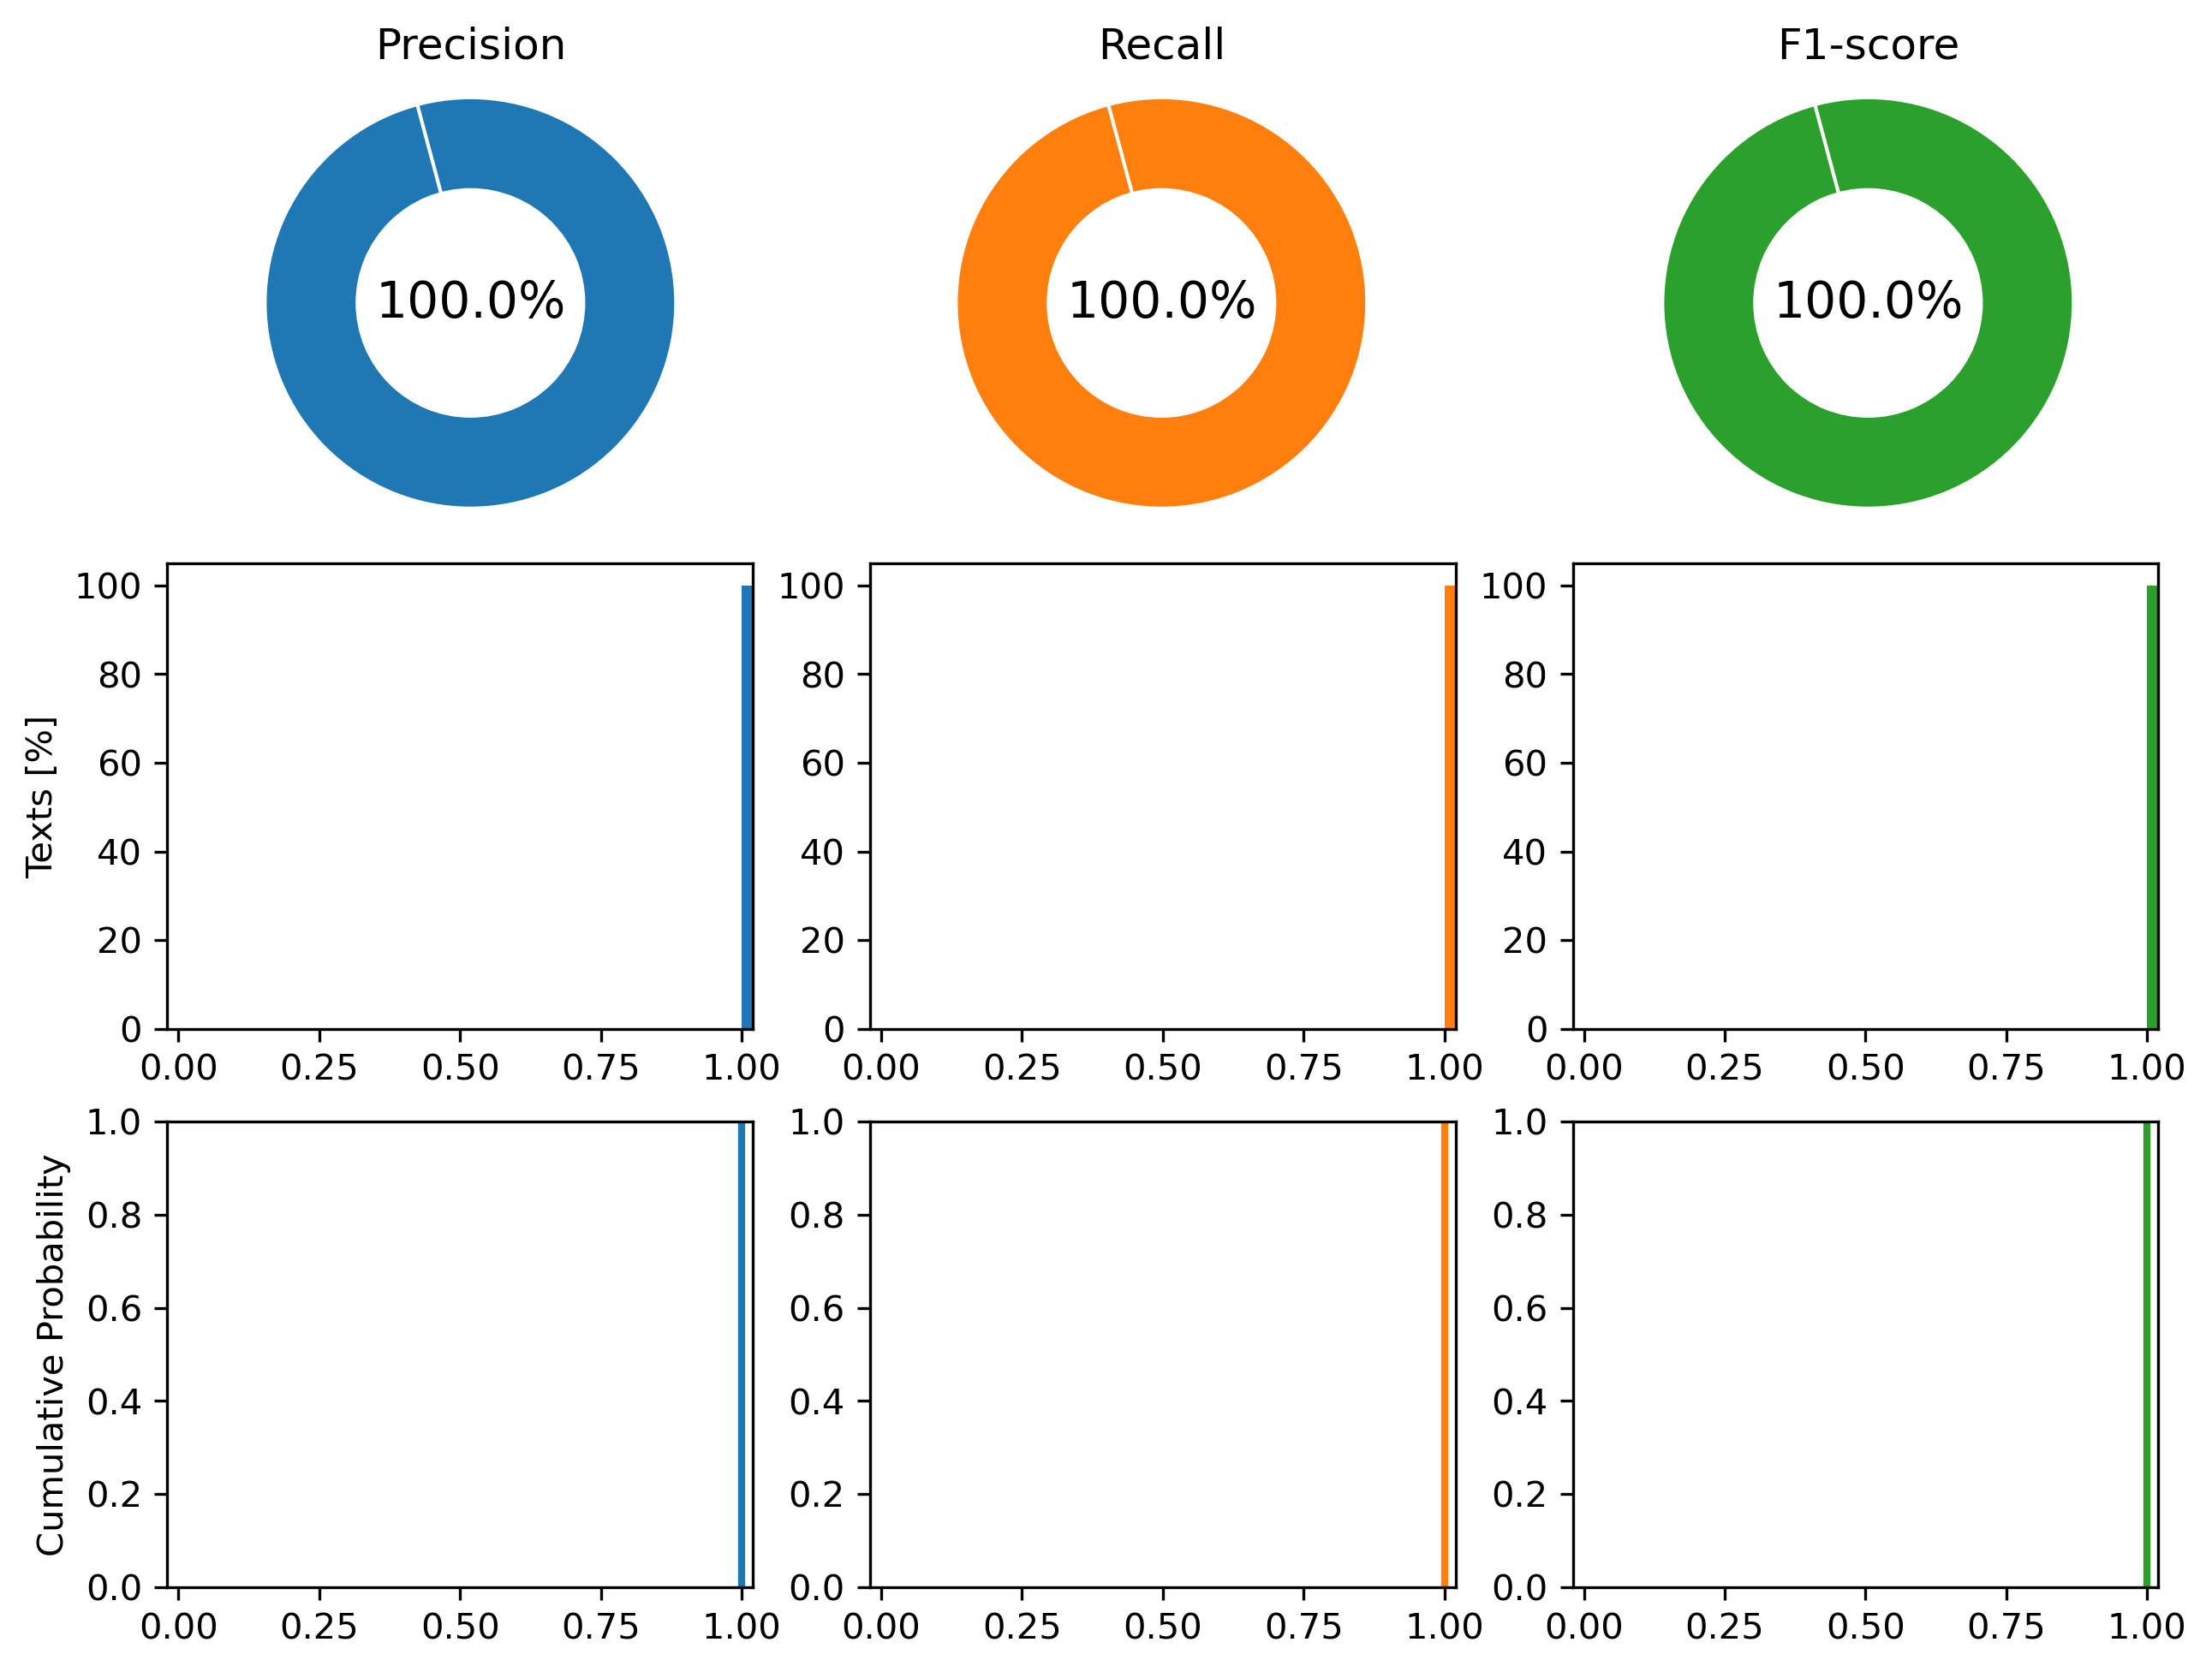 Precision Recall F1-score
100.0% 100.0% 100.0%
Texts [%]
100 100 100
80 80 80
60 60 60
40 40 40
20 20 20
0 0 0
0.00 0.25 0.50 0.75 1.00 0.00 0.25 0.50 0.75 1.00 0.00 0.25 0.50 0.75 1.00
Cumulative Probability
1.0 1.0 1.0
0.8 0.8 0.8
0.6 0.6 0.6
0.4 0.4 0.4
0.2 0.2 0.2
0.0 0.0 0.0
0.00 0.25 0.50 0.75 1.00 0.00 0.25 0.50 0.75 1.00 0.00 0.25 0.50 0.75 1.00